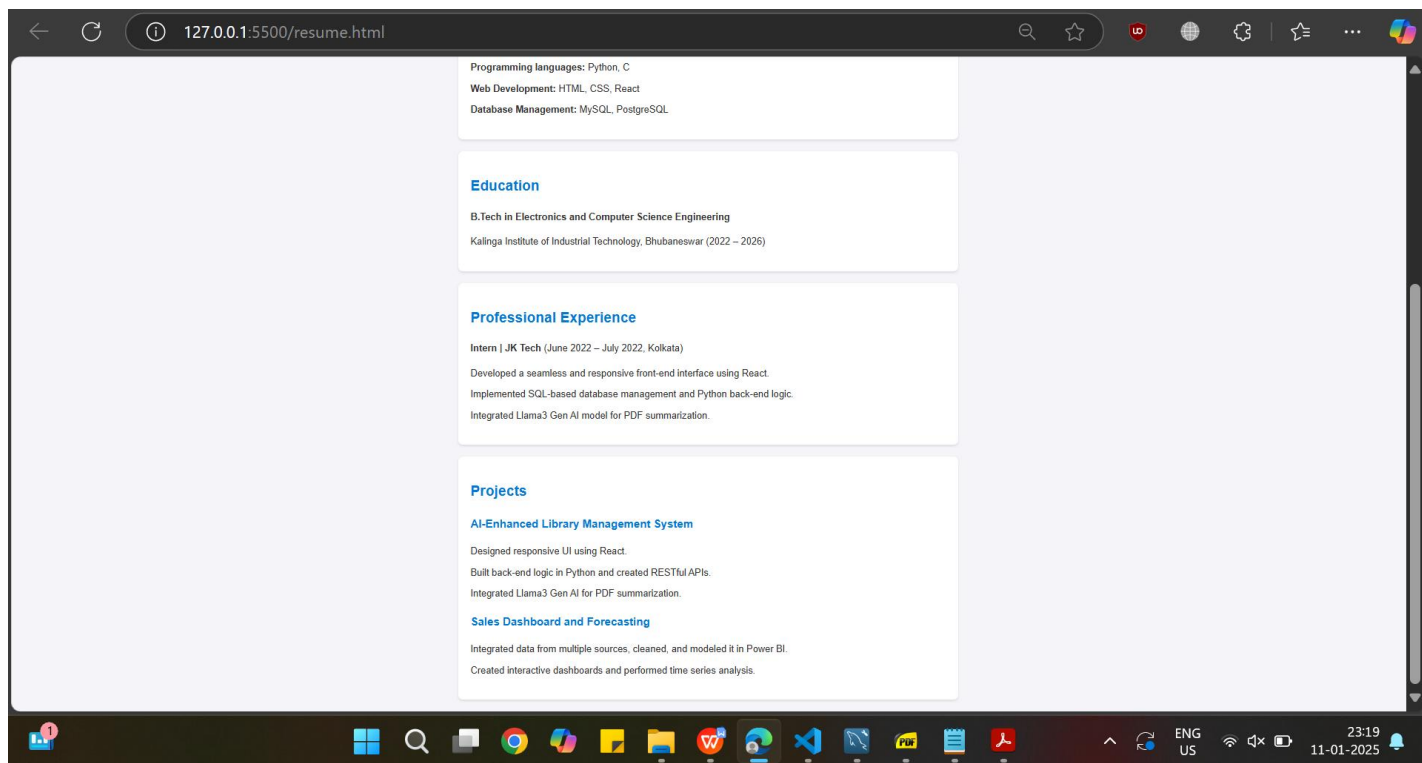 127.0.0.1:5500/resume.html
Programming languages: Python, C
Web Development: HTML, CSS, React
Database Management: MySQL, PostgreSQL
Education
B.Tech in Electronics and Computer Science Engineering
Kalinga Institute of Industrial Technology, Bhubaneswar (2022 – 2026)
Professional Experience
Intern | JK Tech (June 2022 – July 2022, Kolkata)
Developed a seamless and responsive front-end interface using React.
Implemented SQL-based database management and Python back-end logic.
Integrated Llama3 Gen AI model for PDF summarization.
Projects
AI-Enhanced Library Management System
Designed responsive UI using React.
Built back-end logic in Python and created RESTful APIs.
Integrated Llama3 Gen AI for PDF summarization.
Sales Dashboard and Forecasting
Integrated data from multiple sources, cleaned, and modeled it in Power BI.
Created interactive dashboards and performed time series analysis.
1
PDF
ENG
US
23:19
11-01-2025